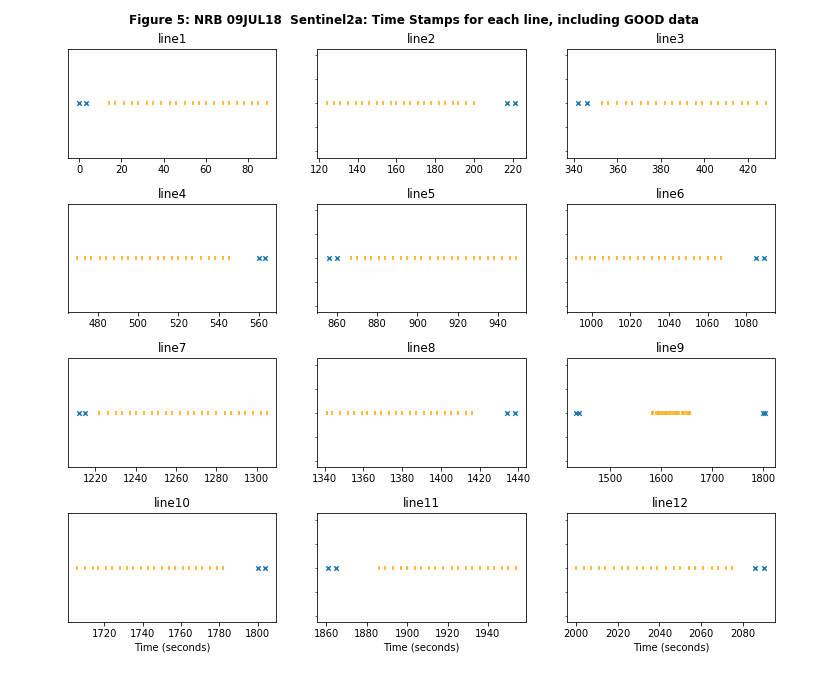 Figure 5: NRB 09JUL18  Sentinel2a: Time Stamps for each line, including GOOD data
line1 line2 line3
0 20 40 60 80 120 140 160 180 200 220 340 360 380 400 420
line4 line5 line6
480 500 520 540 560 860 880 900 920 940 1000 1020 1040 1060 1080
line7 line8 line9
1220 1240 1260 1280 1300 1340 1360 1380 1400 1420 1440 1500 1600 1700 1800
line10 line11 line12
1720 1740 1760 1780 1800 1860 1880 1900 1920 1940 2000 2020 2040 2060 2080
Time (seconds) Time (seconds) Time (seconds)